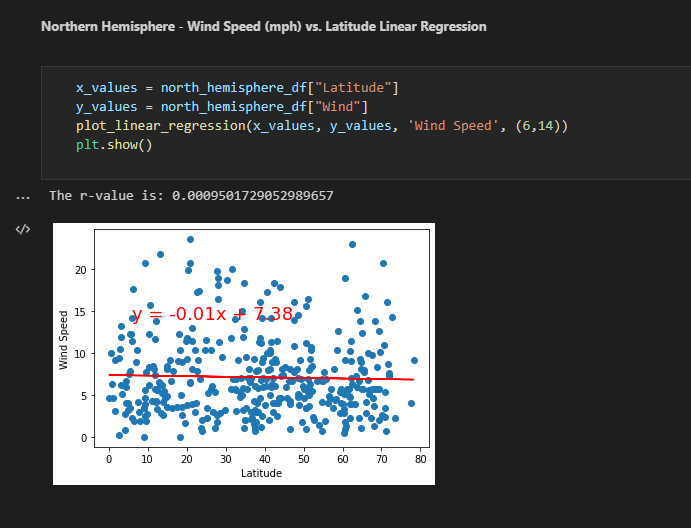 Northern Hemisphere - Wind Speed (mph) vs. Latitude Linear Regression
x_values = north_hemisphere_df["Latitude"]
y_values = north_hemisphere_df["Wind"]
plot_linear_regression(x_values, y_values, 'Wind Speed', (6,14))
plt.show()
... The r-value is: 0.0009501729052989657
</>
20
y = -0.01x + 7.38
15
Wind Speed
10
5
0
0 10 20 30 40 50 60 70 80
Latitude